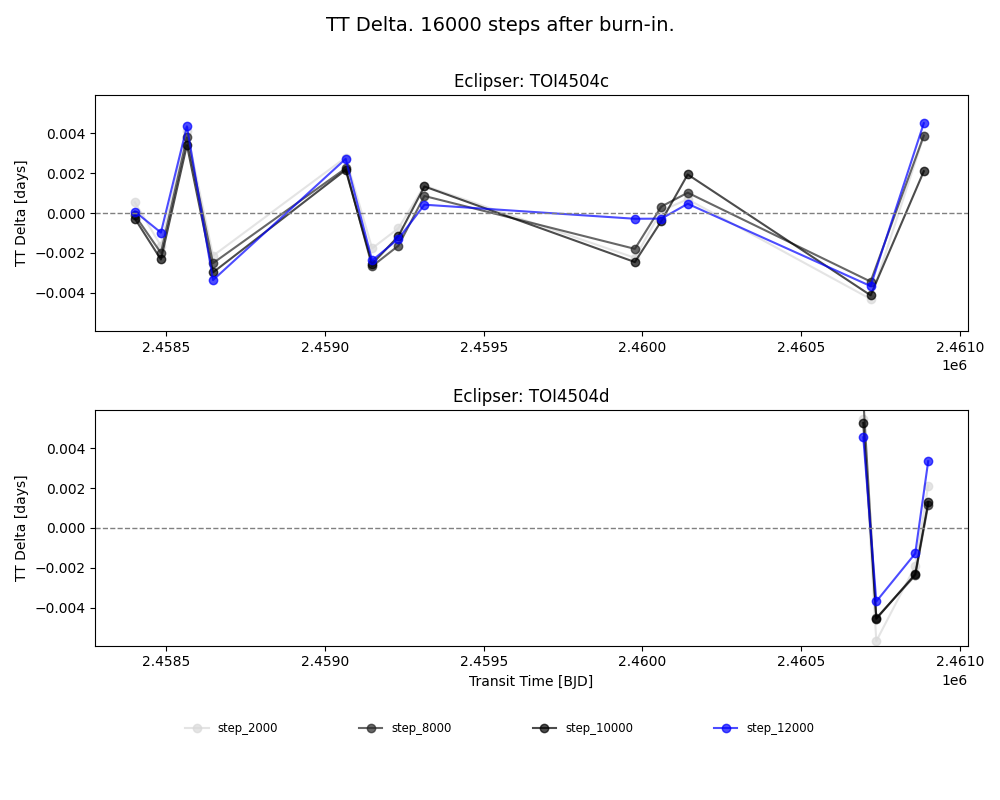 TT Delta. 16000 steps after burn-in.
Eclipser: TOI4504c
TT Delta [days]
0.004
0.002
0.000
−0.002
−0.004
2.4585 2.4590 2.4595 2.4600 2.4605 2.4610
1e6
Eclipser: TOI4504d
TT Delta [days]
0.004
0.002
0.000
−0.002
−0.004
2.4585 2.4590 2.4595 2.4600 2.4605 2.4610
1e6
Transit Time [BJD]
step_2000 step_8000 step_10000 step_12000